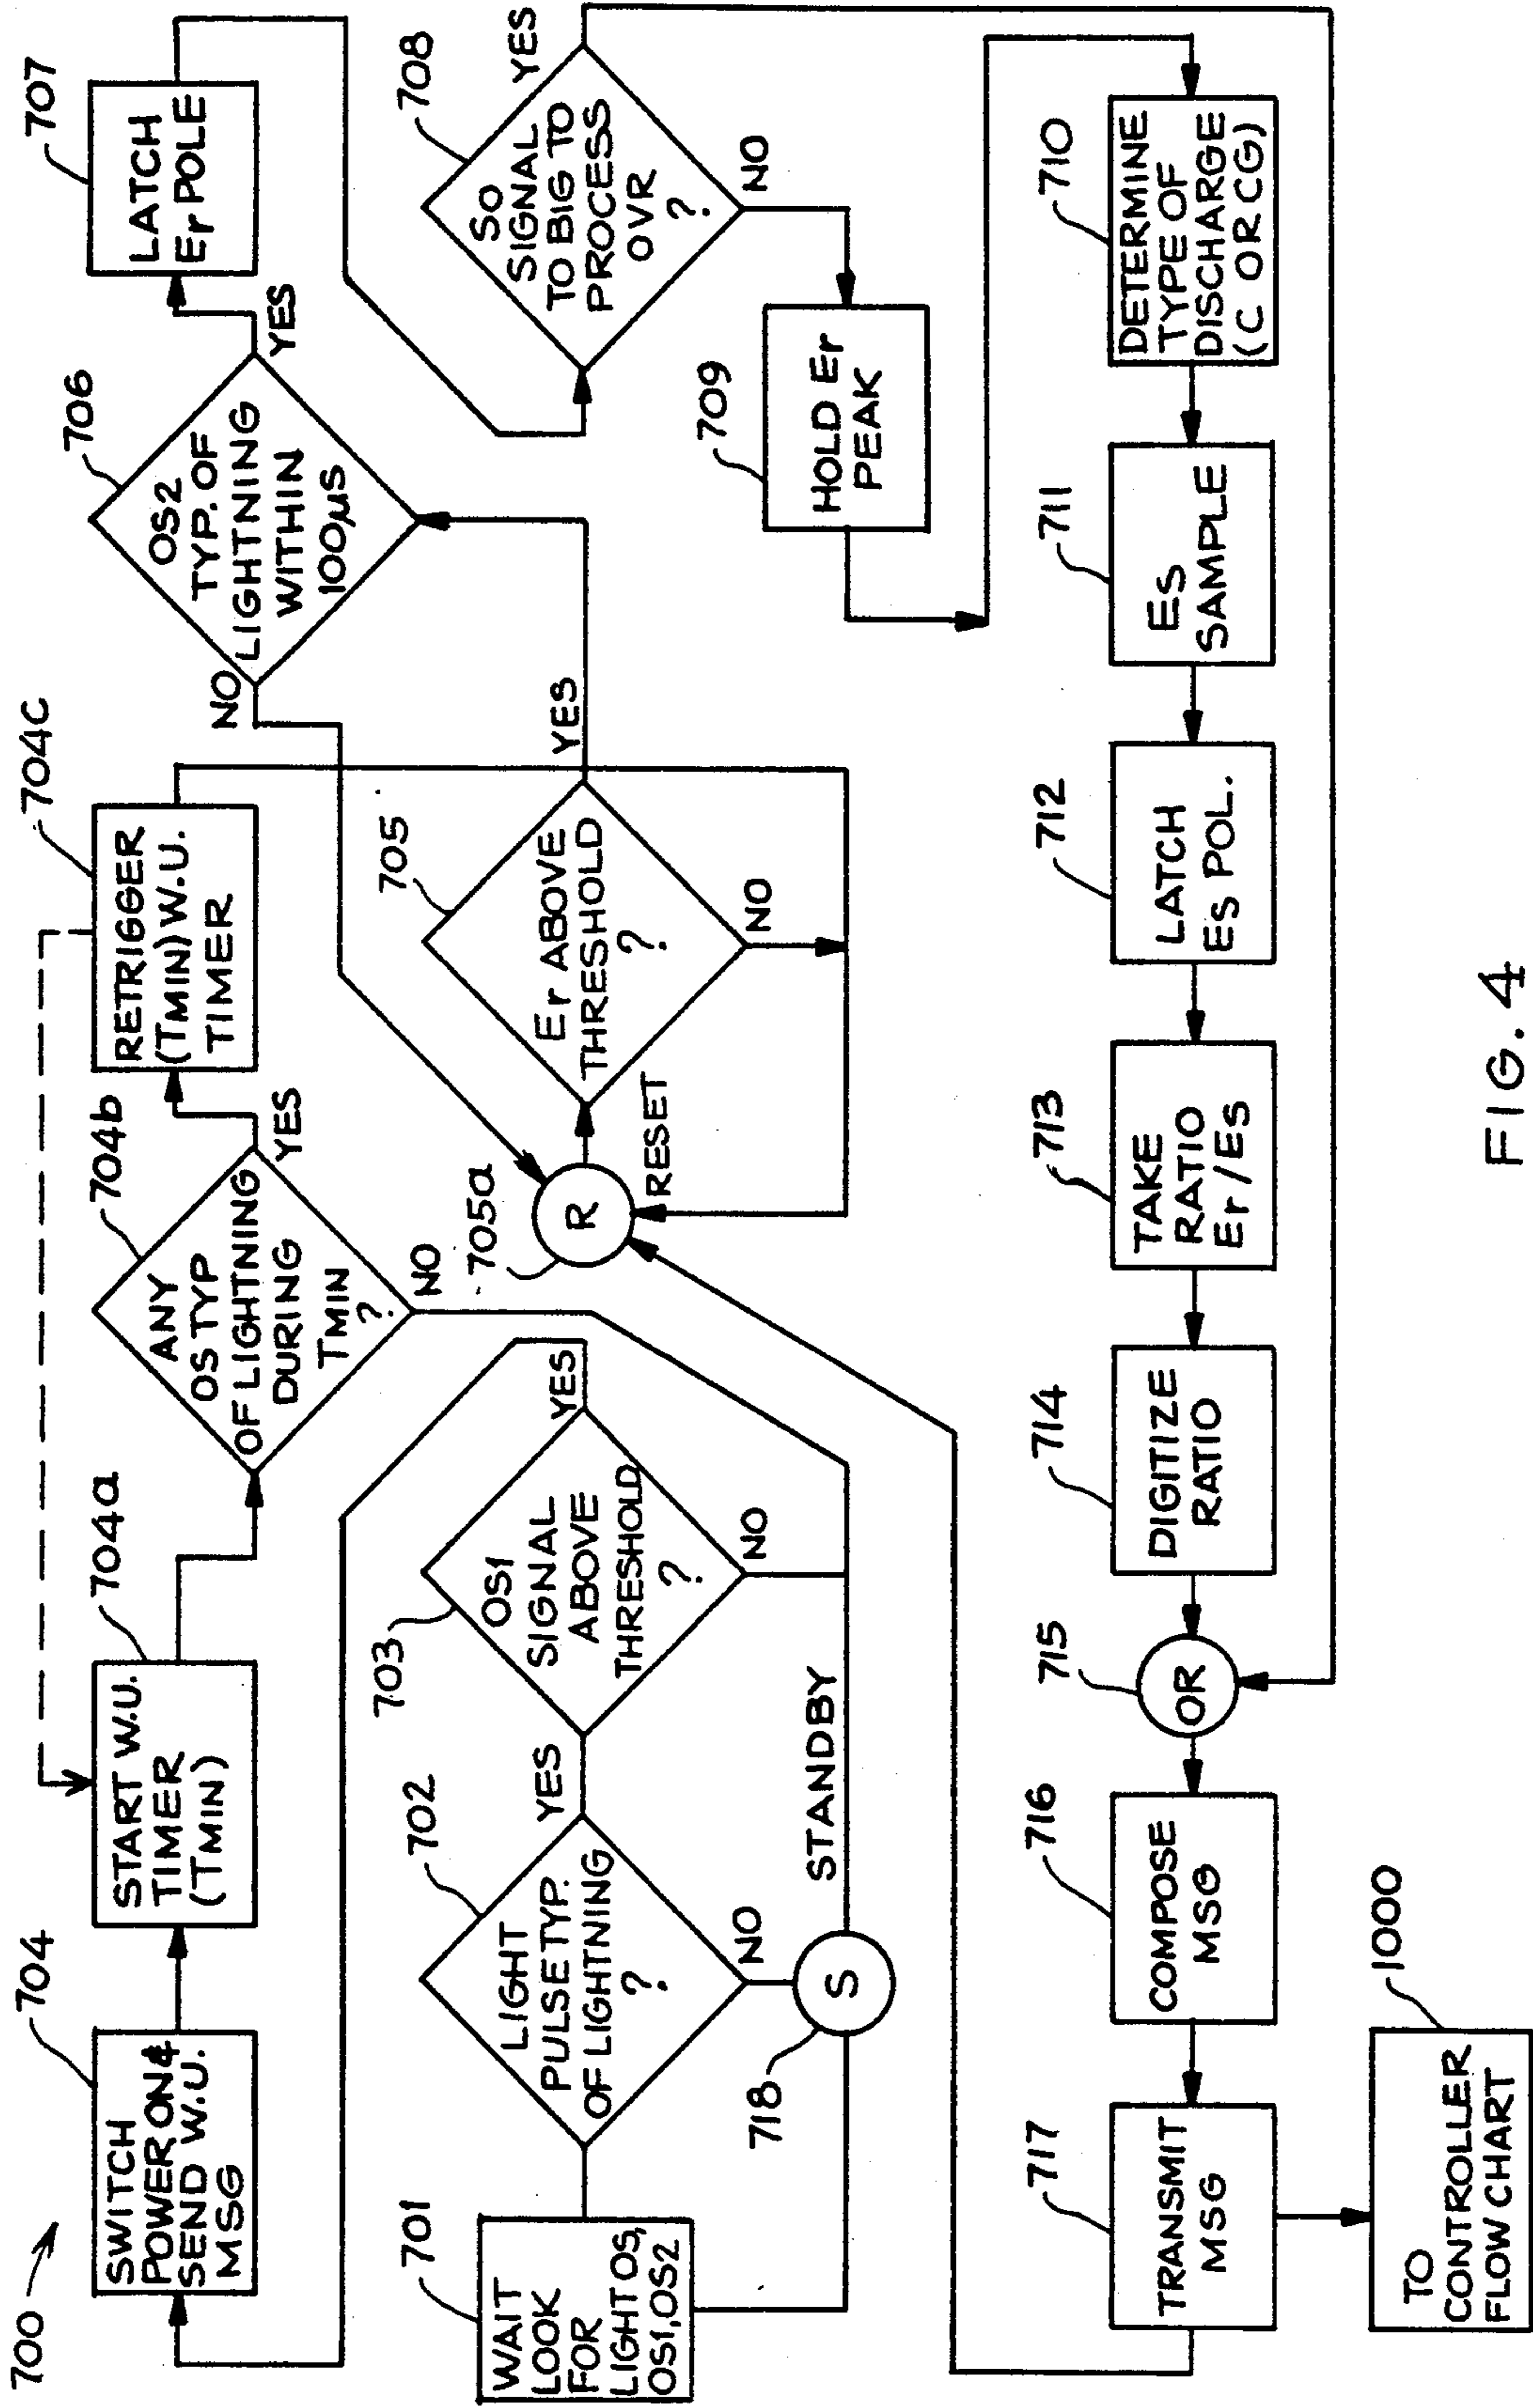 700
704
SWITCH
POWER ON &
SEND W.U.
MSG
704a
START W.U.
TIMER
(TMIN)
704b
ANY
OS TYP
OF LIGHTNING
DURING
TMIN
?
YES
NO
704C
RETRIGGER
(TMIN) W.U.
TIMER
706
OS2
TYP. OF
LIGHTNING
WITHIN
100µS
NO
YES
707
LATCH
Er POLE
701
WAIT
LOOK
FOR
LIGHT OS,
OS1, OS2
702
LIGHT
PULSE TYP.
OF LIGHTNING
?
YES
NO
703
OS1
SIGNAL
ABOVE
THRESHOLD
?
YES
NO
718
S
STANDBY
705a
R
RESET
705
Er ABOVE
THRESHOLD
?
YES
NO
708
SO
SIGNAL
TO BIG TO
PROCESS
OVR
?
YES
NO
709
HOLD Er
PEAK
717
TRANSMIT
MSG
716
COMPOSE
MSG
715
OR
714
DIGITIZE
RATIO
713
TAKE
RATIO
Er/Es
712
LATCH
Es POL.
711
Es
SAMPLE
710
DETERMINE
TYPE OF
DISCHARGE
(C OR CG)
1000
TO
CONTROLLER
FLOW CHART
FIG. 4